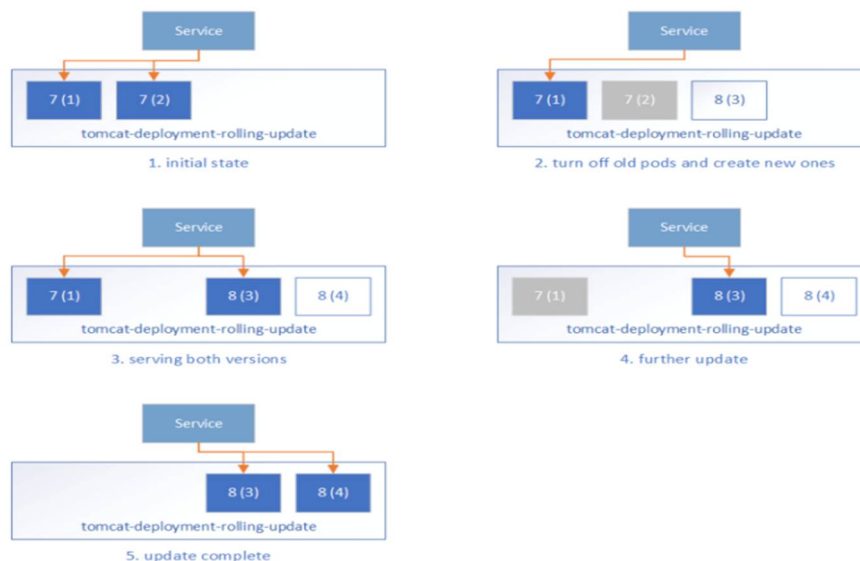 Service
7 (1)
7 (2)
tomcat-deployment-rolling-update
1. initial state
Service
7 (1)
7 (2)
8 (3)
tomcat-deployment-rolling-update
2. turn off old pods and create new ones
Service
7 (1)
8 (3)
8 (4)
tomcat-deployment-rolling-update
3. serving both versions
Service
7 (1)
8 (3)
8 (4)
tomcat-deployment-rolling-update
4. further update
Service
8 (3)
8 (4)
tomcat-deployment-rolling-update
5. update complete